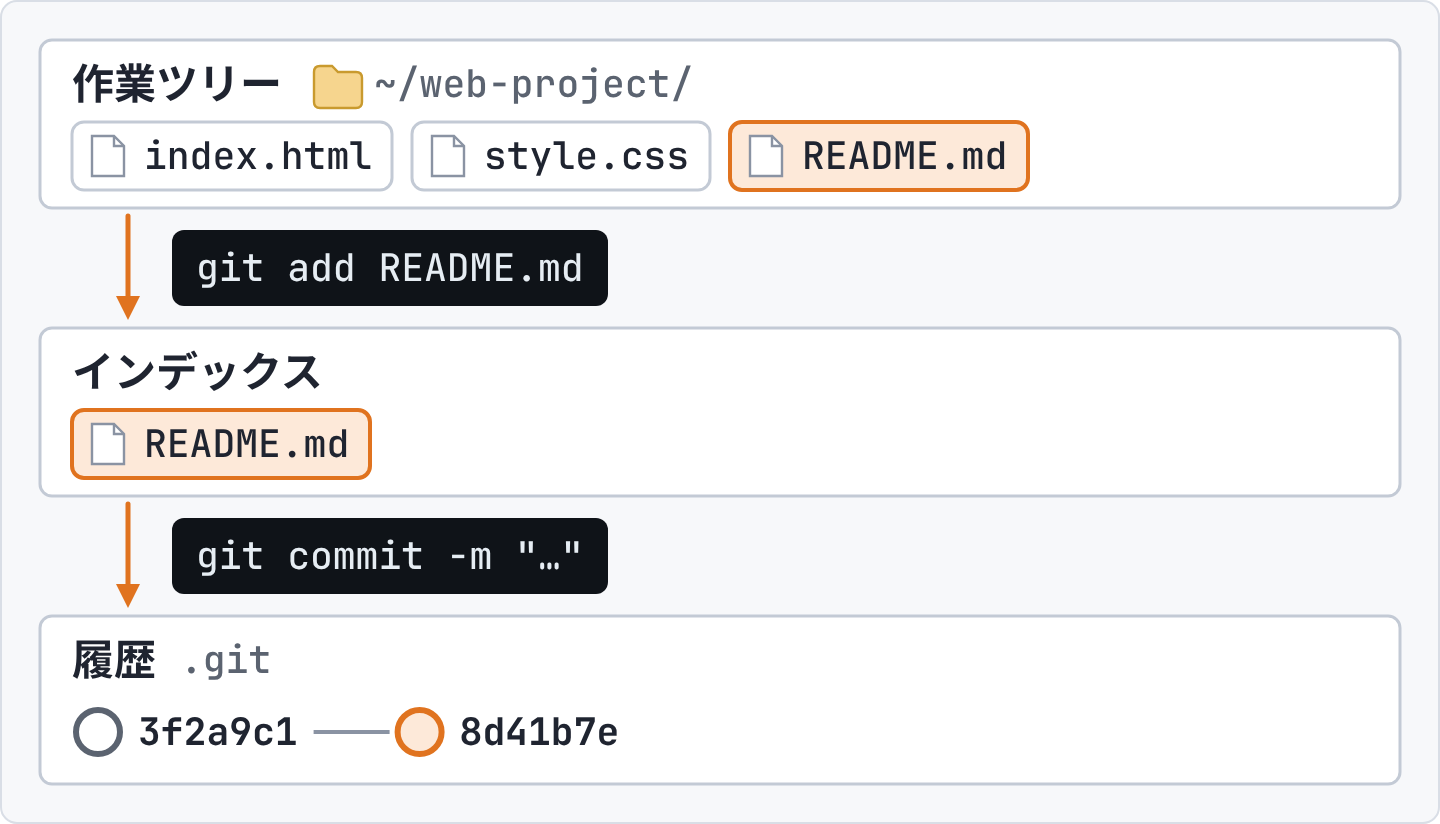 作業ツリー ~/web-project/
index.html style.css README.md
git add README.md
インデックス
README.md
git commit -m "…"
履歴 .git
3f2a9c1 8d41b7e